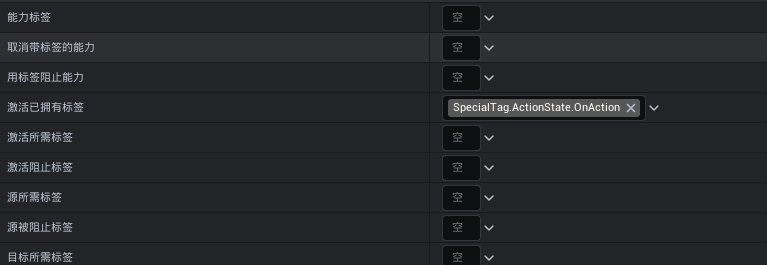 能力标签 空
取消带标签的能力 空
用标签阻止能力 空
激活已拥有标签 SpecialTag.ActionState.OnAction
激活所需标签 空
激活阻止标签 空
源所需标签 空
源被阻止标签 空
目标所需标签 空